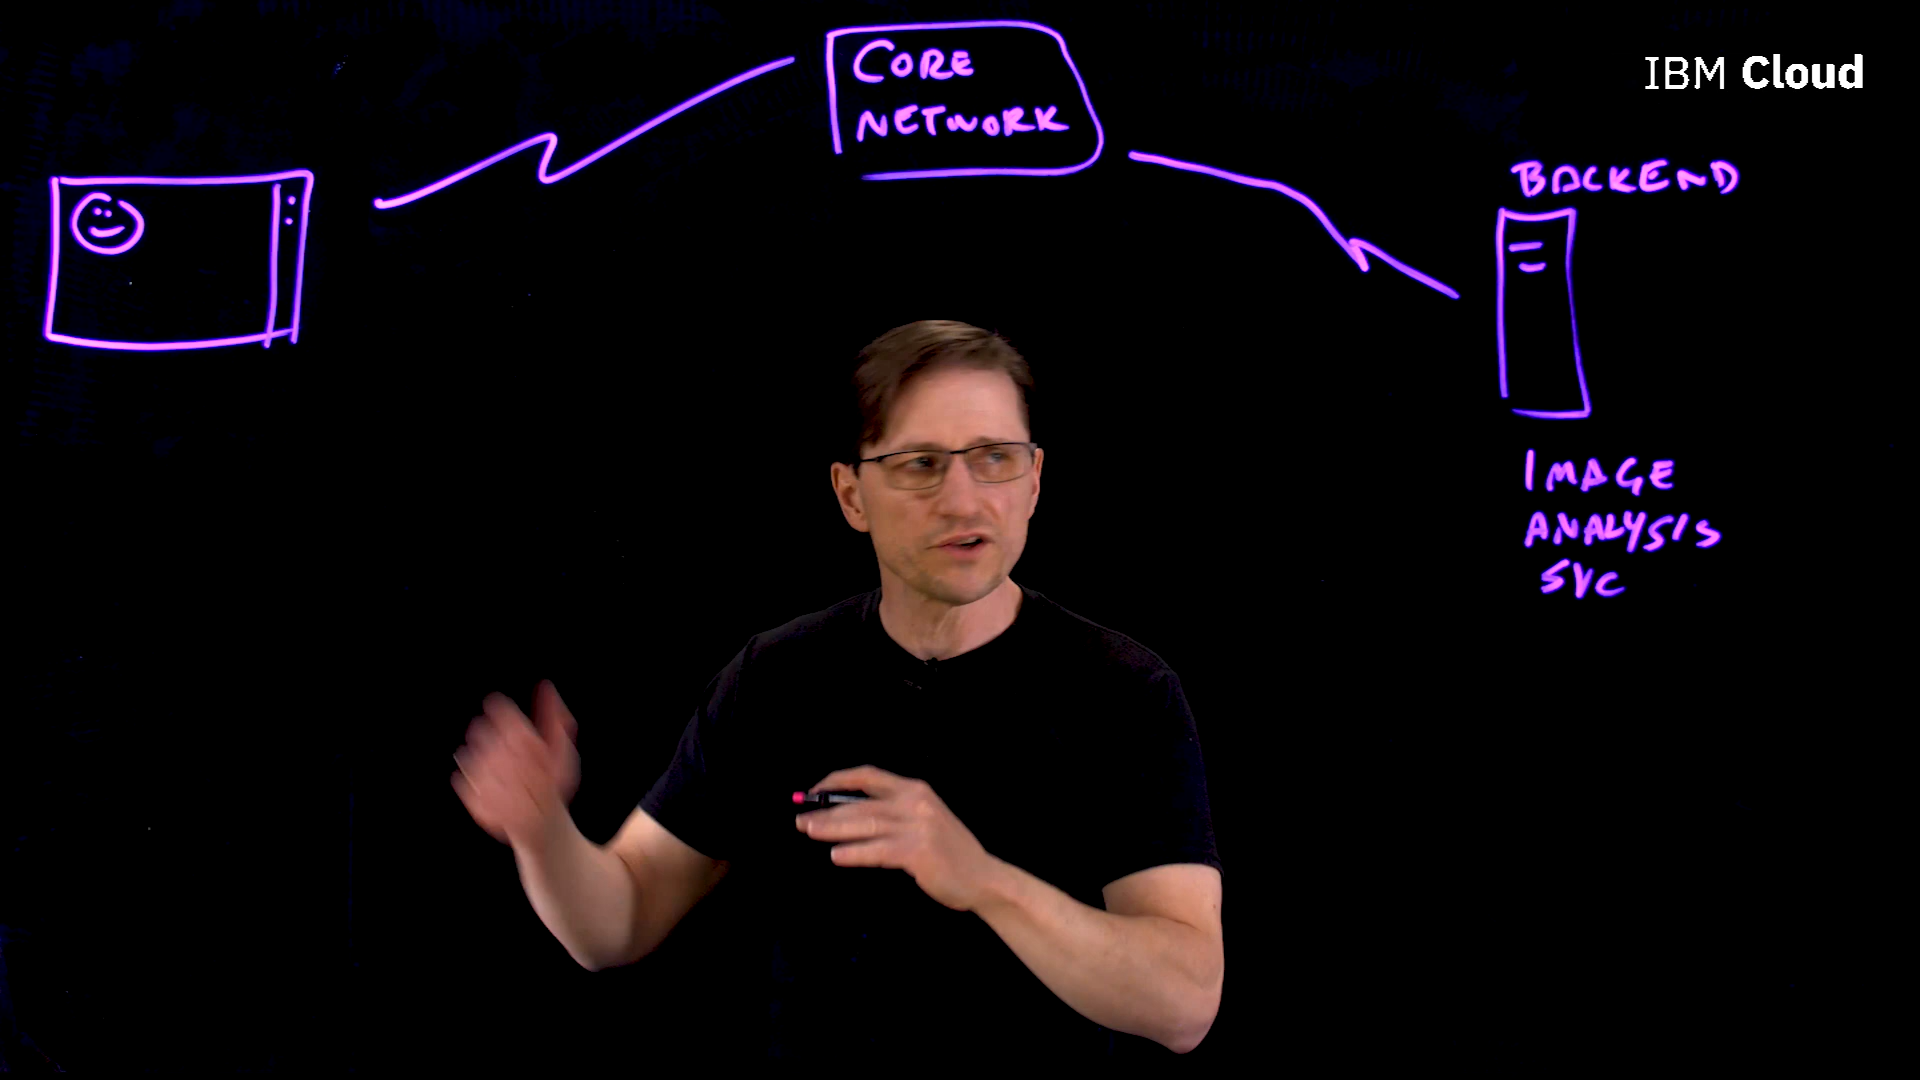 CORE
NETWORK
IBM Cloud
BACKEND
IMAGE
ANALYSIS
SVC